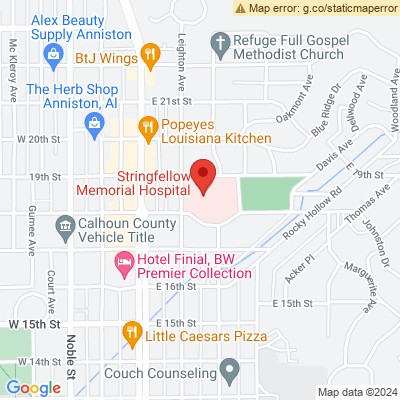 Map error: g.co/staticmaperror
Alex Beauty
Supply Anniston
Leighton Ave
Mc Kleroy Ave
BtJ Wings
Refuge Full Gospel
Methodist Church
Woodland Ave
Dellwood Ave
Blue Ridge Dr
Oakmont Ave
The Herb Shop
Anniston, Al
E 21st St
Popeyes
Louisiana Kitchen
W 20th St
Davis Ave
19th St
Stringfellow
Memorial Hospital
E
19th St
Gurnee Ave
Calhoun County
Vehicle Title
Rocky Hollow Rd
Thomas Ave
Johnston Dr
Hotel Finial, BW
Premier Collection
Acker Pl
Marguerite Ave
Court Ave
E 16th St
W 15th St
Noble St
E 15th St
E 15th St
Little Caesars Pizza
W 14th St
Couch Counseling
Google
Map data ©2024